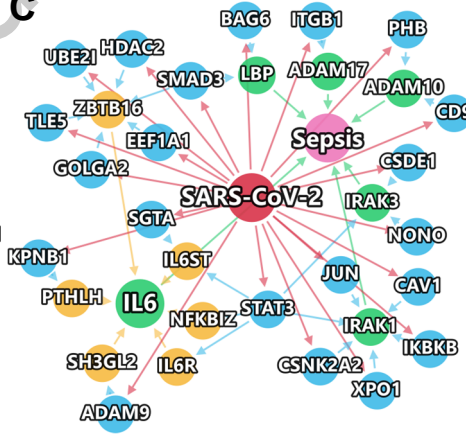 C
BAG6
ITGB1
PHB
HDAC2
UBE2I
SMAD3
LBP
ADAM17
ADAM10
ZBTB16
TLE5
CDS
EEF1A1
Sepsis
GOLGA2
CSDE1
SARS-CoV-2
IRAK3
SGTA
NONO
KPNB1
IL6ST
JUN
CAV1
PTHLH
IL6
STAT3
NFKBIZ
IRAK1
IKBKB
SH3GL2
IL6R
CSNK2A2
XPO1
ADAM9